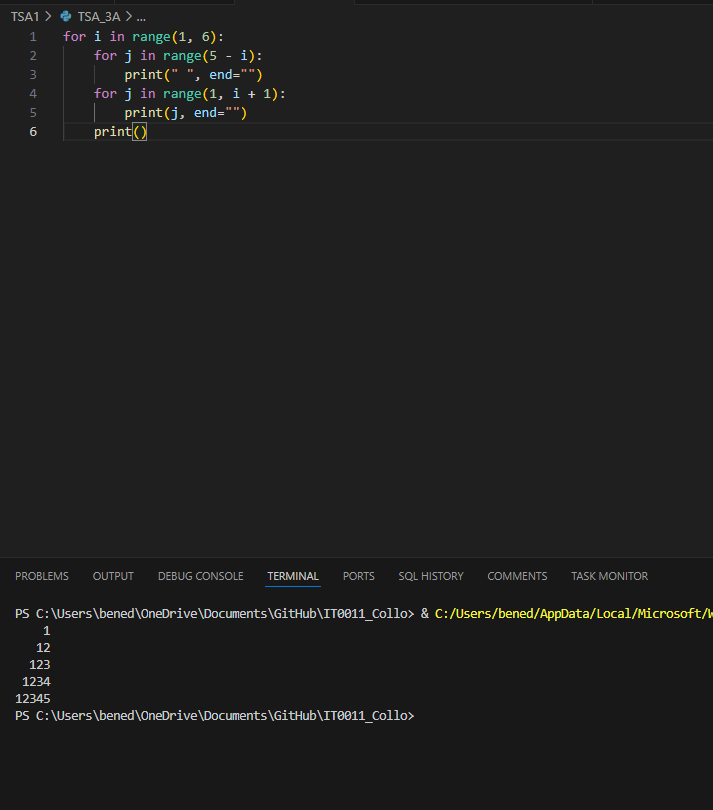 TSA1 > TSA_3A > ...
1 for i in range(1, 6):
2     for j in range(5 - i):
3         print(" ", end="")
4     for j in range(1, i + 1):
5         print(j, end="")
6     print()
PROBLEMS OUTPUT DEBUG CONSOLE TERMINAL PORTS SQL HISTORY COMMENTS TASK MONITOR
PS C:\Users\bened\OneDrive\Documents\GitHub\IT0011_Collo> & C:/Users/bened/AppData/Local/Microsoft/W
    1
   12
  123
 1234
12345
PS C:\Users\bened\OneDrive\Documents\GitHub\IT0011_Collo>